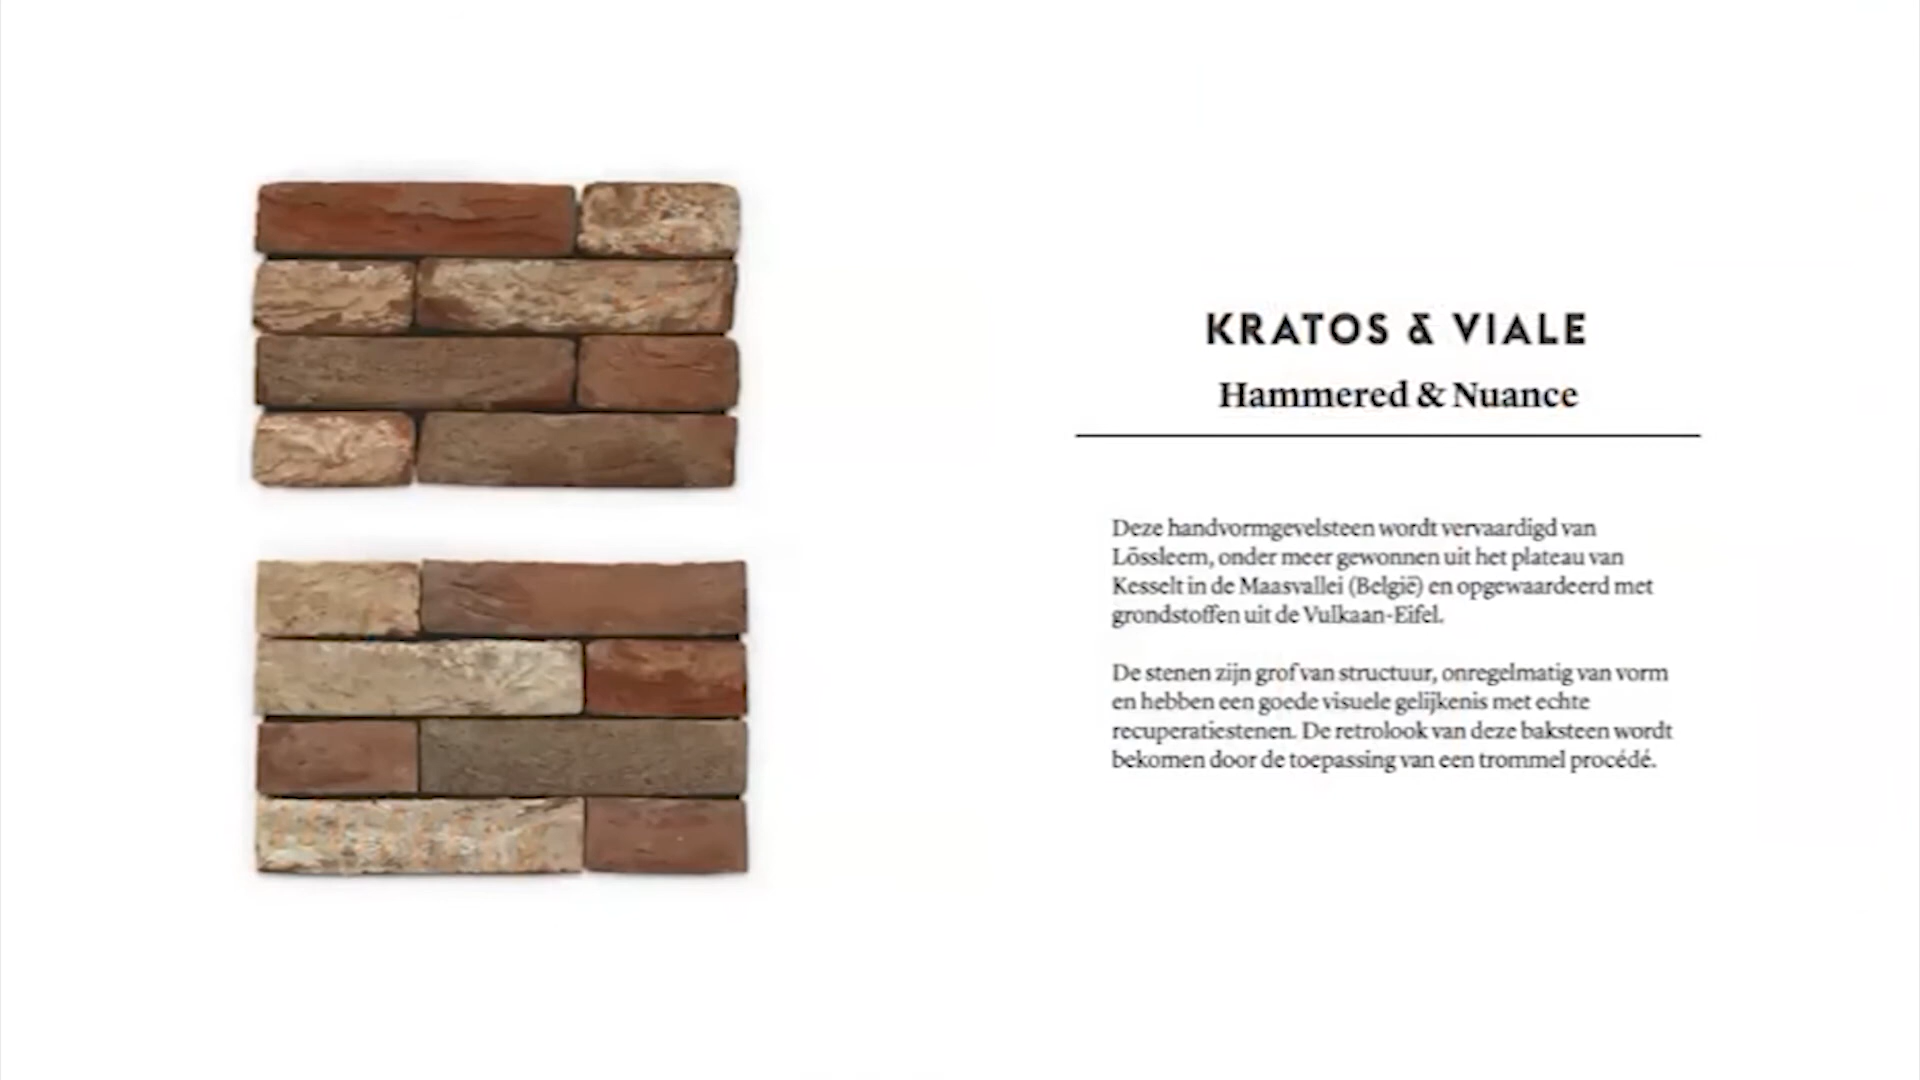 KRATOS & VIALE
Hammered & Nuance
Deze handvormgevelsteen wordt vervaardigd van
Lössleem, onder meer gewonnen uit het plateau van
Kesselt in de Maasvallei (België) en opgewaardeerd met
grondstoffen uit de Vulkaan-Eifel.
De stenen zijn grof van structuur, onregelmatig van vorm
en hebben een goede visuele gelijkenis met echte
recuperatiestenen. De retrolook van deze baksteen wordt
bekomen door de toepassing van een trommel procédé.